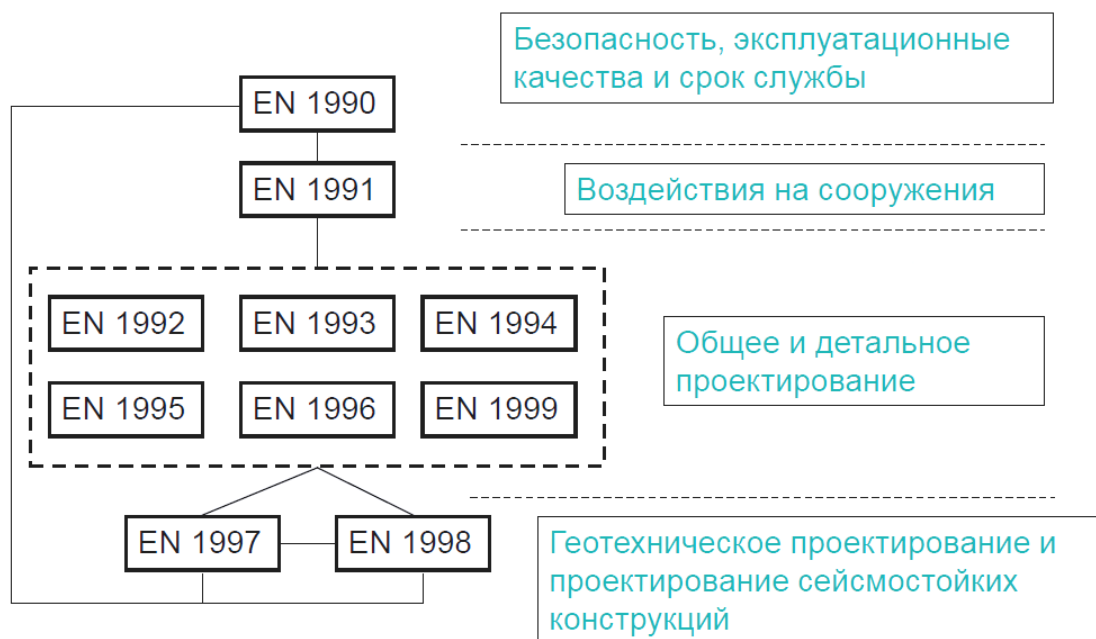 Безопасность, эксплуатационные
качества и срок службы
EN 1990
EN 1991
Воздействия на сооружения
EN 1992 EN 1993 EN 1994
EN 1995 EN 1996 EN 1999
Общее и детальное
проектирование
EN 1997 EN 1998
Геотехническое проектирование и
проектирование сейсмостойких
конструкций